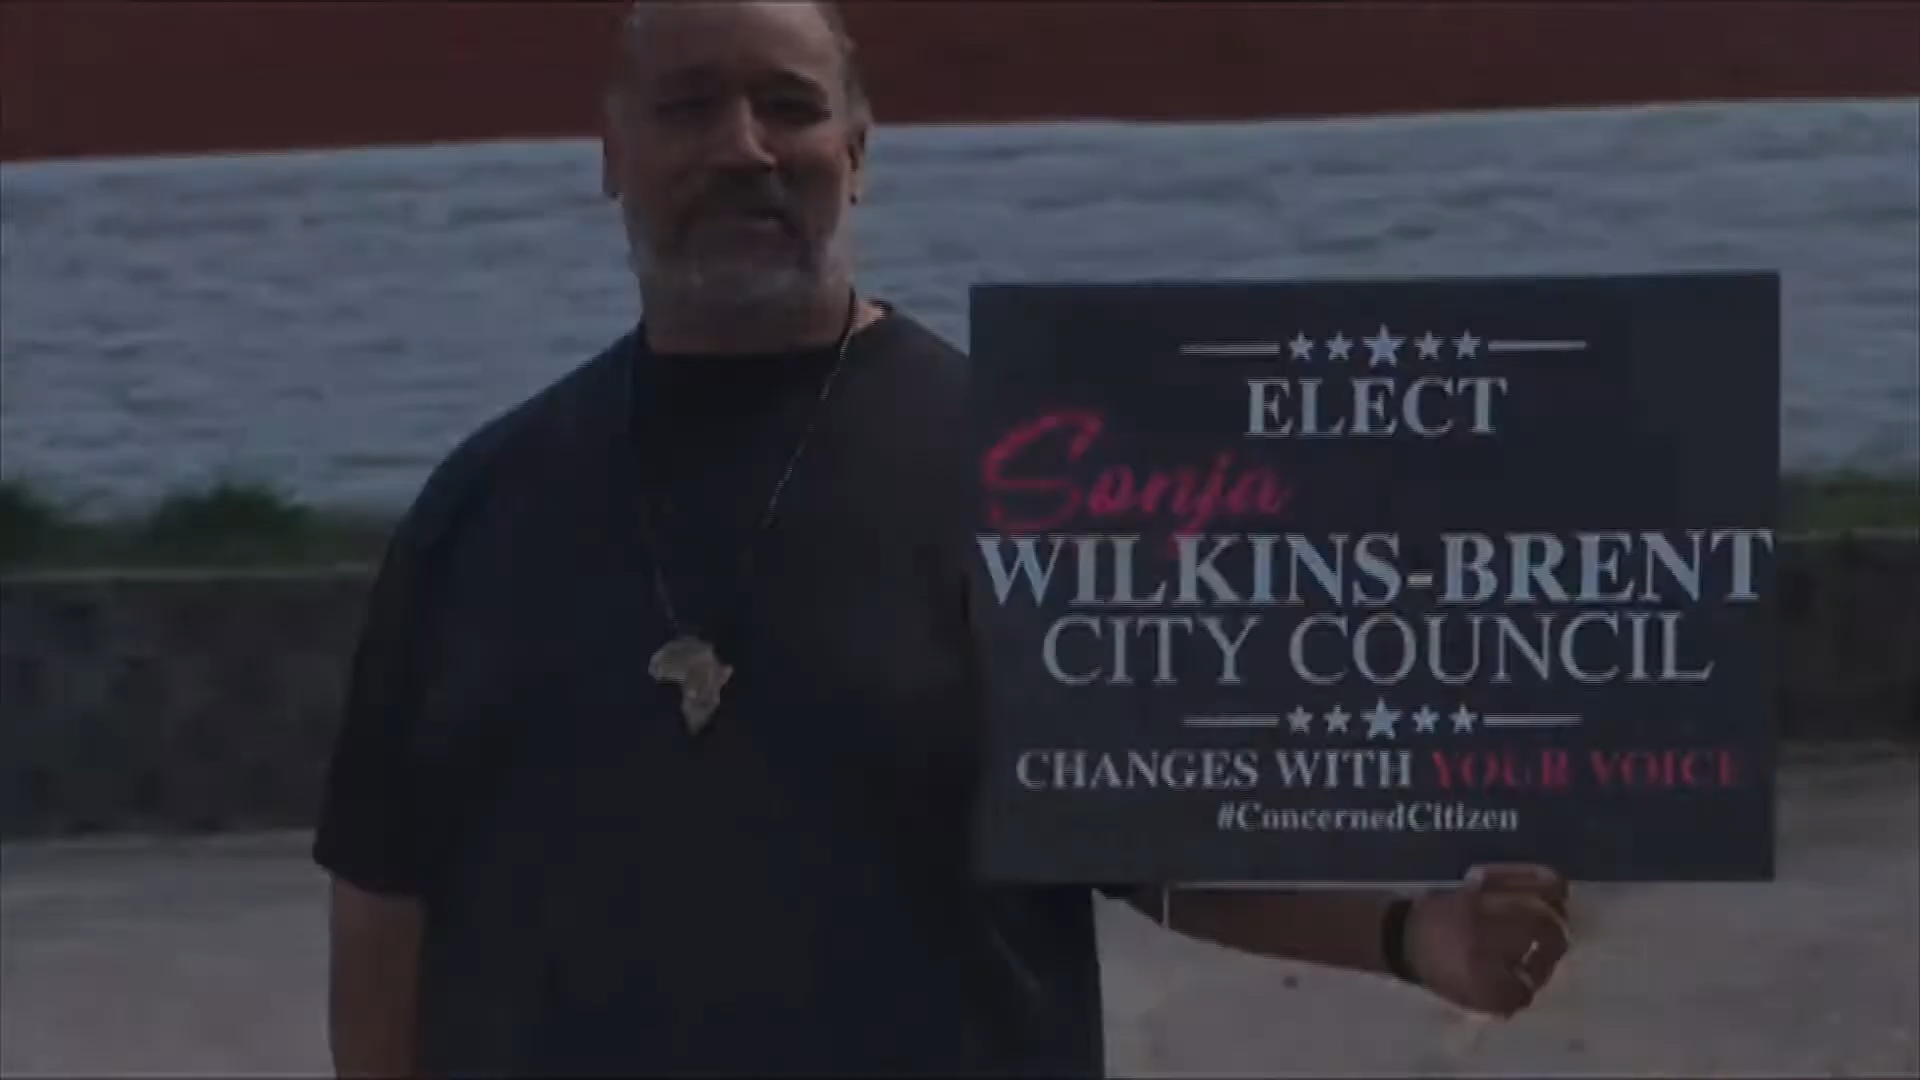 ELECT
Sonja
WILKINS-BRENT
CITY COUNCIL
CHANGES WITH YOUR VOICE
#ConcernedCitizen